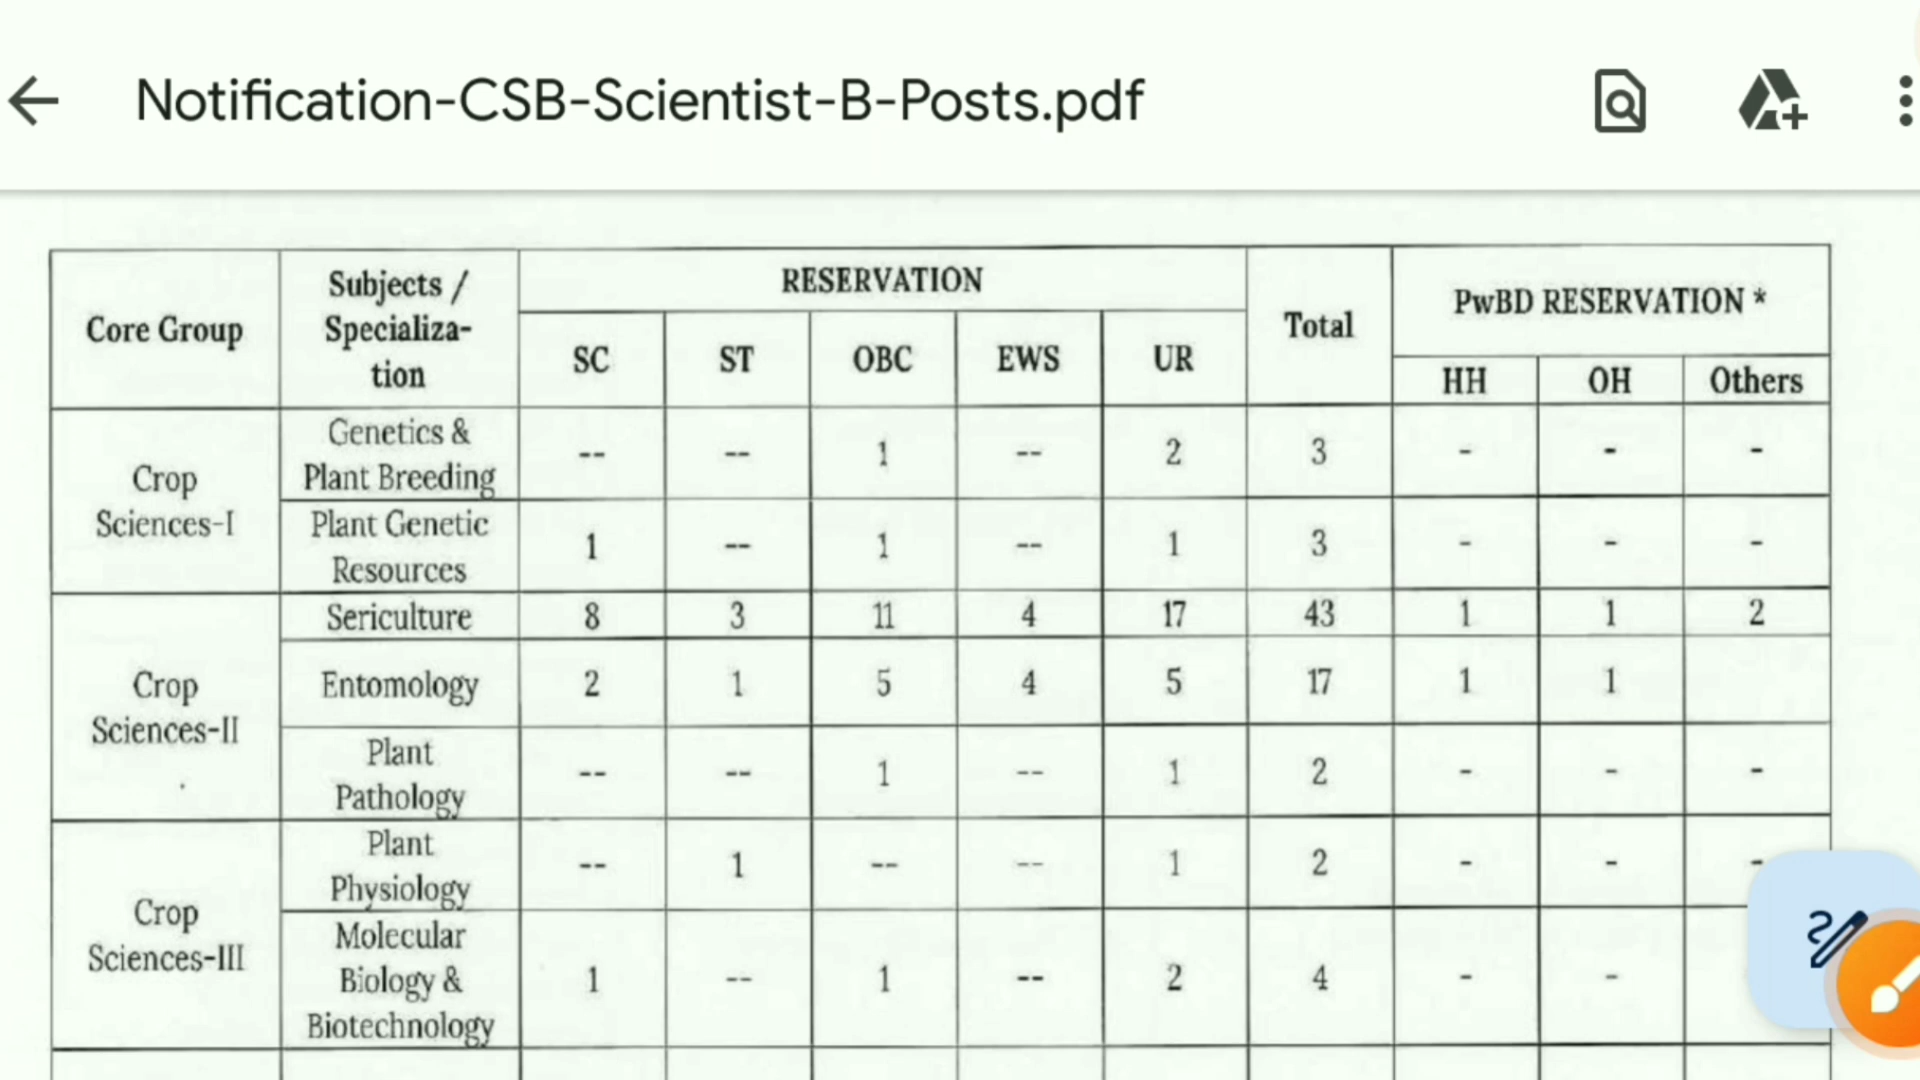 Notification-CSB-Scientist-B-Posts.pdf
Core Group Subjects / Specializa- tion RESERVATION Total PwBD RESERVATION *
SC ST OBC EWS UR HH OH Others
Crop Sciences-I Genetics & Plant Breeding -- -- 1 -- 2 3 - - -
Plant Genetic Resources 1 -- 1 -- 1 3 - - -
Crop Sciences-II Sericulture 8 3 11 4 17 43 1 1 2
Entomology 2 1 5 4 5 17 1 1
Plant Pathology -- -- 1 -- 1 2 - - -
Crop Sciences-III Plant Physiology -- 1 -- -- 1 2 - - -
Molecular Biology & Biotechnology 1 -- 1 -- 2 4 - -